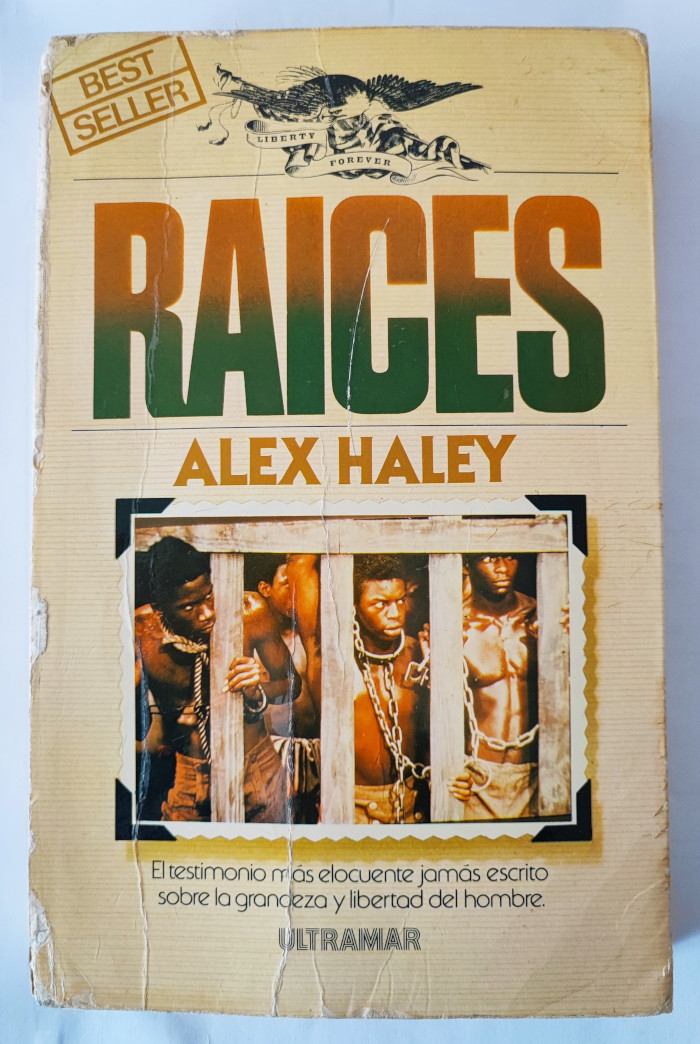 BEST
SELLER
LIBERTY
FOREVER
RAICES
ALEX HALEY
El testimonio más elocuente jamás escrito
sobre la grandeza y libertad del hombre.
ULTRAMAR